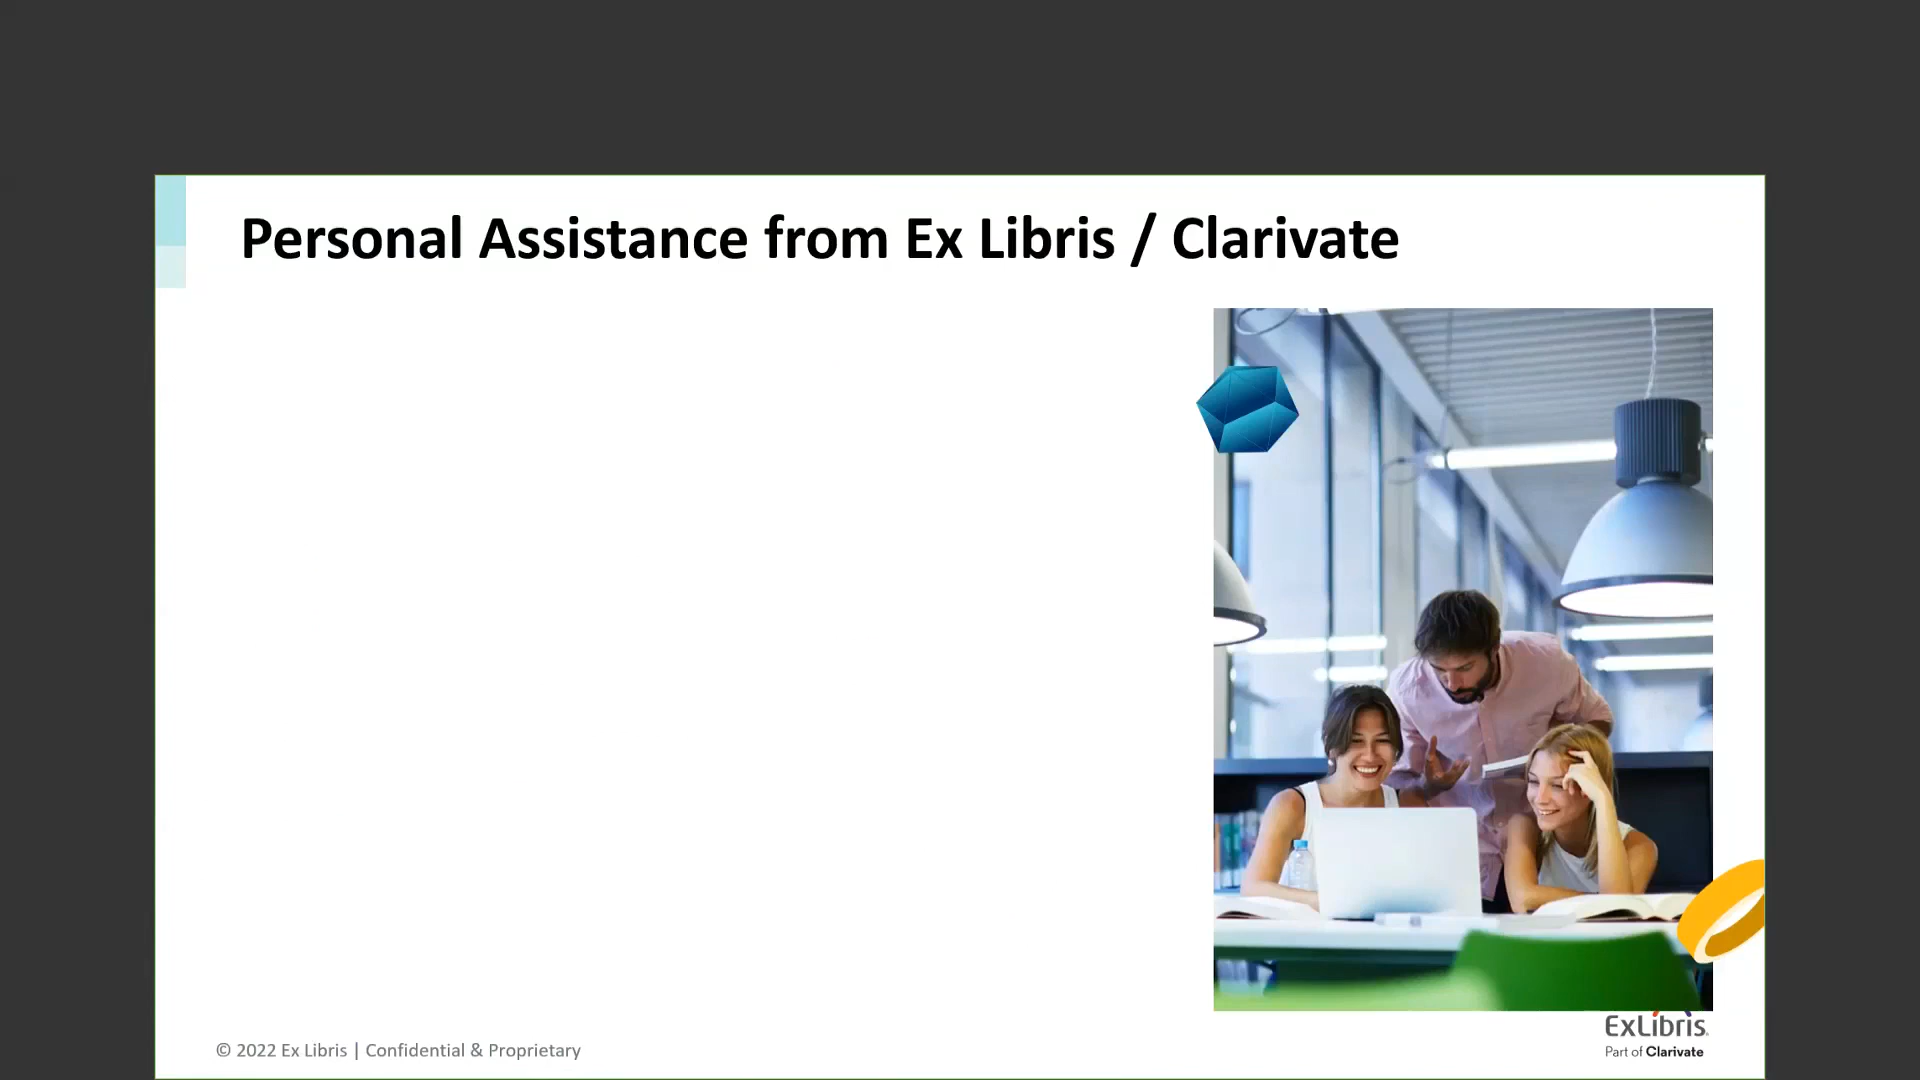 Personal Assistance from Ex Libris / Clarivate
© 2022 Ex Libris | Confidential & Proprietary
ExLibris
Part of Clarivate